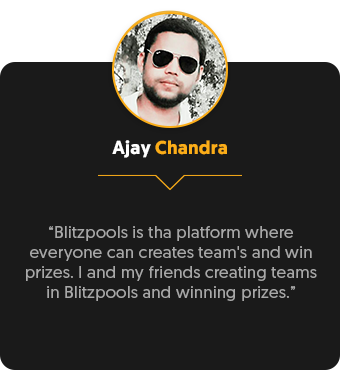 Ajay Chandra
“Blitzpools is tha platform where
everyone can creates team's and win
prizes. I and my friends creating teams
in Blitzpools and winning prizes.”